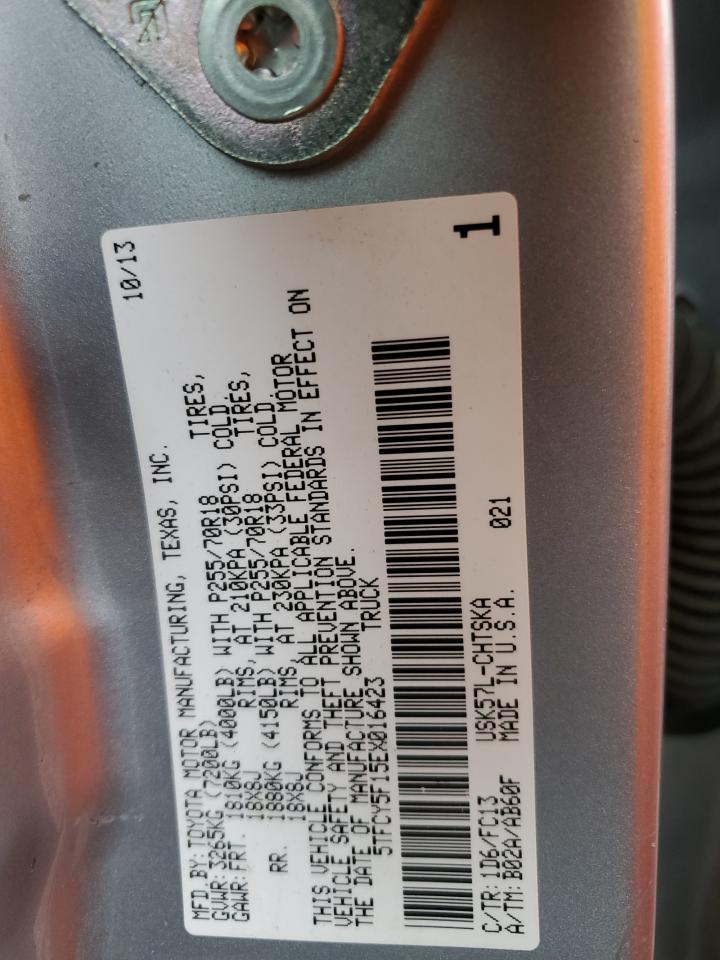 10/13
MFD.BY:TOYOTA MOTOR MANUFACTURING, TEXAS, INC.
GVWR:3265KG (7200LB)
GAWR:FRT. 1810KG (4000LB) WITH P255/70R18 TIRES,
18X8J RIMS, AT 210KPA (30PSI) COLD.
RR. 1880KG (4150LB) WITH P255/70R18 TIRES,
18X8J RIMS, AT 230KPA (33PSI) COLD.
THIS VEHICLE CONFORMS TO ALL APPLICABLE FEDERAL MOTOR
VEHICLE SAFETY AND THEFT PREVENTION STANDARDS IN EFFECT ON
THE DATE OF MANUFACTURE SHOWN ABOVE.
5TFCY5F15EX016423 TRUCK
1
C/TR: 1D6/FC13 USK57L-CHTSKA 021
A/TM: B02A/AB60F MADE IN U.S.A.